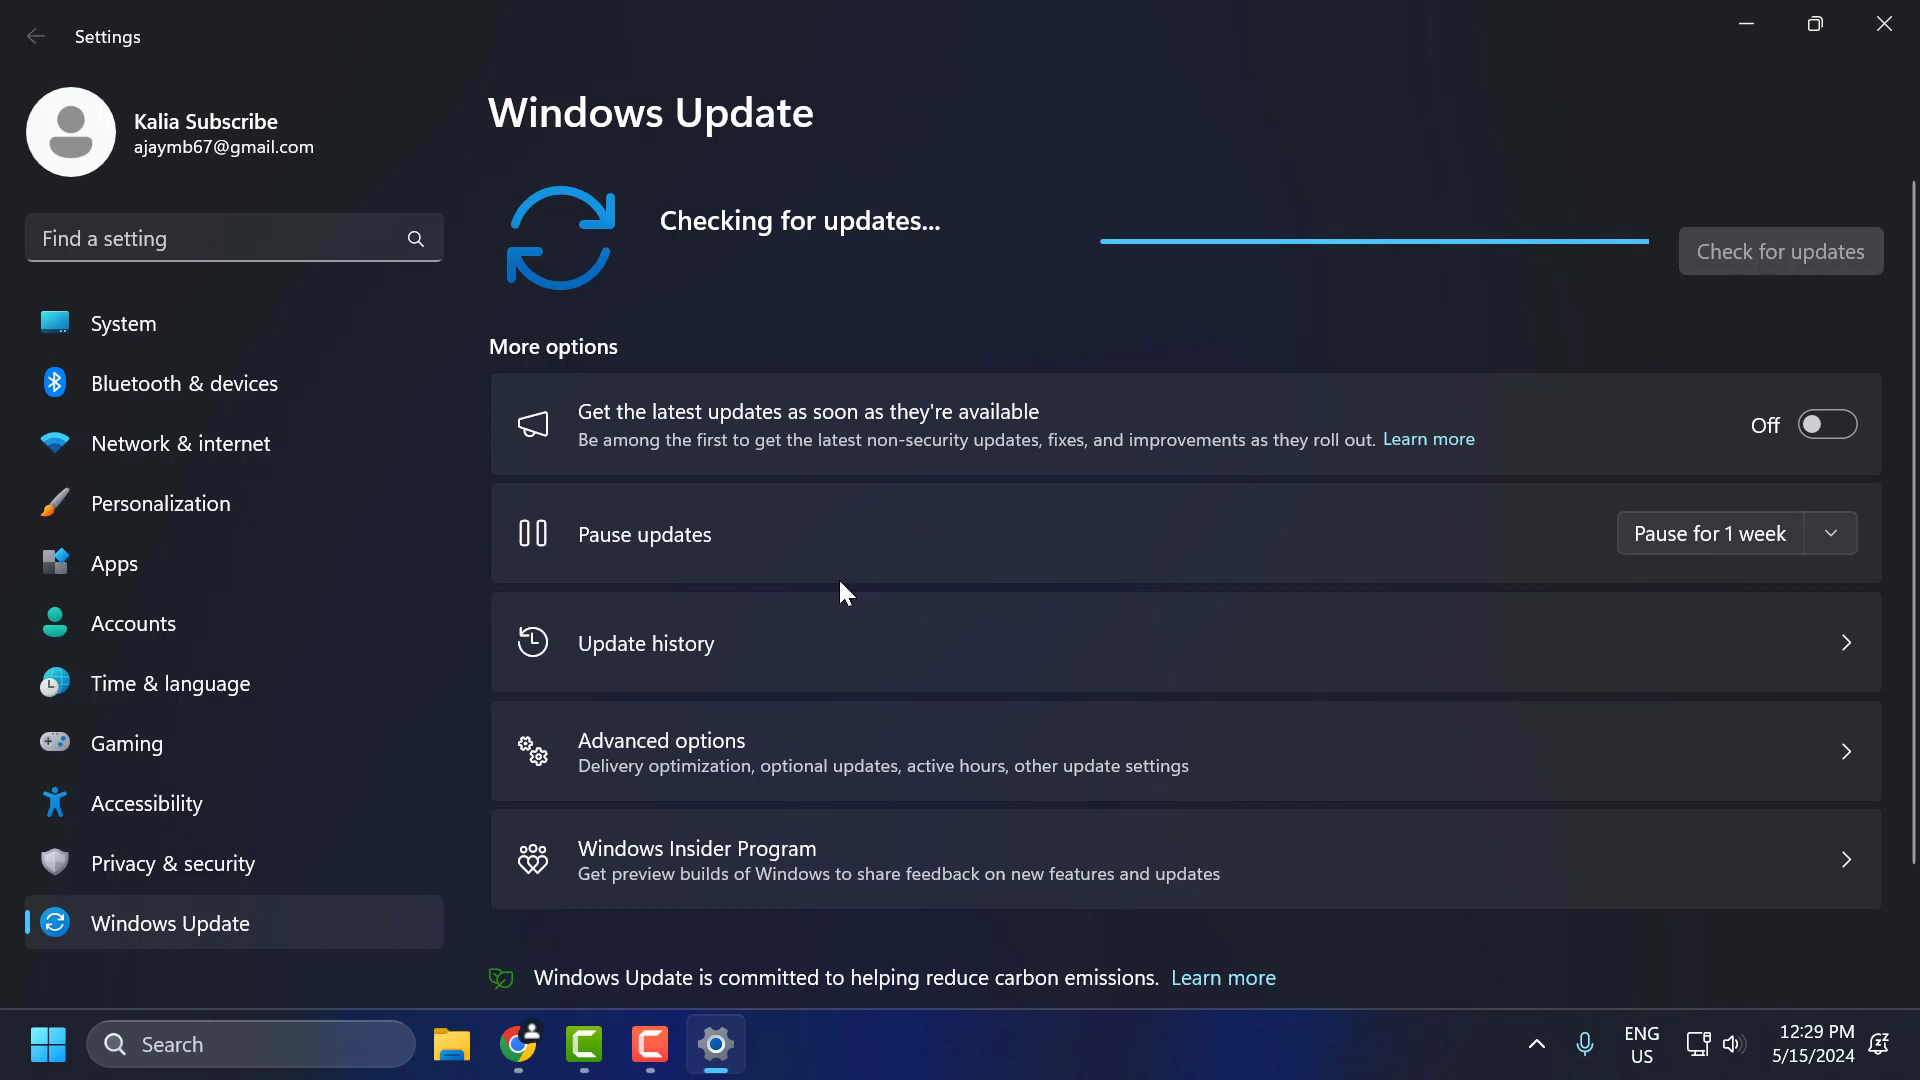 Settings
Kalia Subscribe
ajaymb67@gmail.com
Find a setting
System
Bluetooth & devices
Network & internet
Personalization
Apps
Accounts
Time & language
Gaming
Accessibility
Privacy & security
Windows Update
Windows Update
Checking for updates...
Check for updates
More options
Get the latest updates as soon as they're available
Be among the first to get the latest non-security updates, fixes, and improvements as they roll out. Learn more
Off
Pause updates
Pause for 1 week
Update history
Advanced options
Delivery optimization, optional updates, active hours, other update settings
Windows Insider Program
Get preview builds of Windows to share feedback on new features and updates
Windows Update is committed to helping reduce carbon emissions. Learn more
Search
ENG
US
12:29 PM
5/15/2024